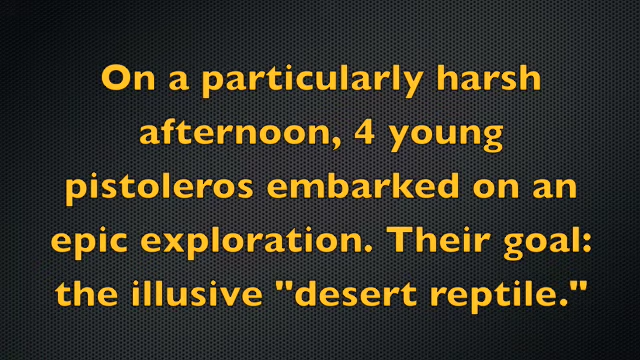 On a particularly harsh
afternoon, 4 young
pistoleros embarked on an
epic exploration. Their goal:
the illusive "desert reptile."